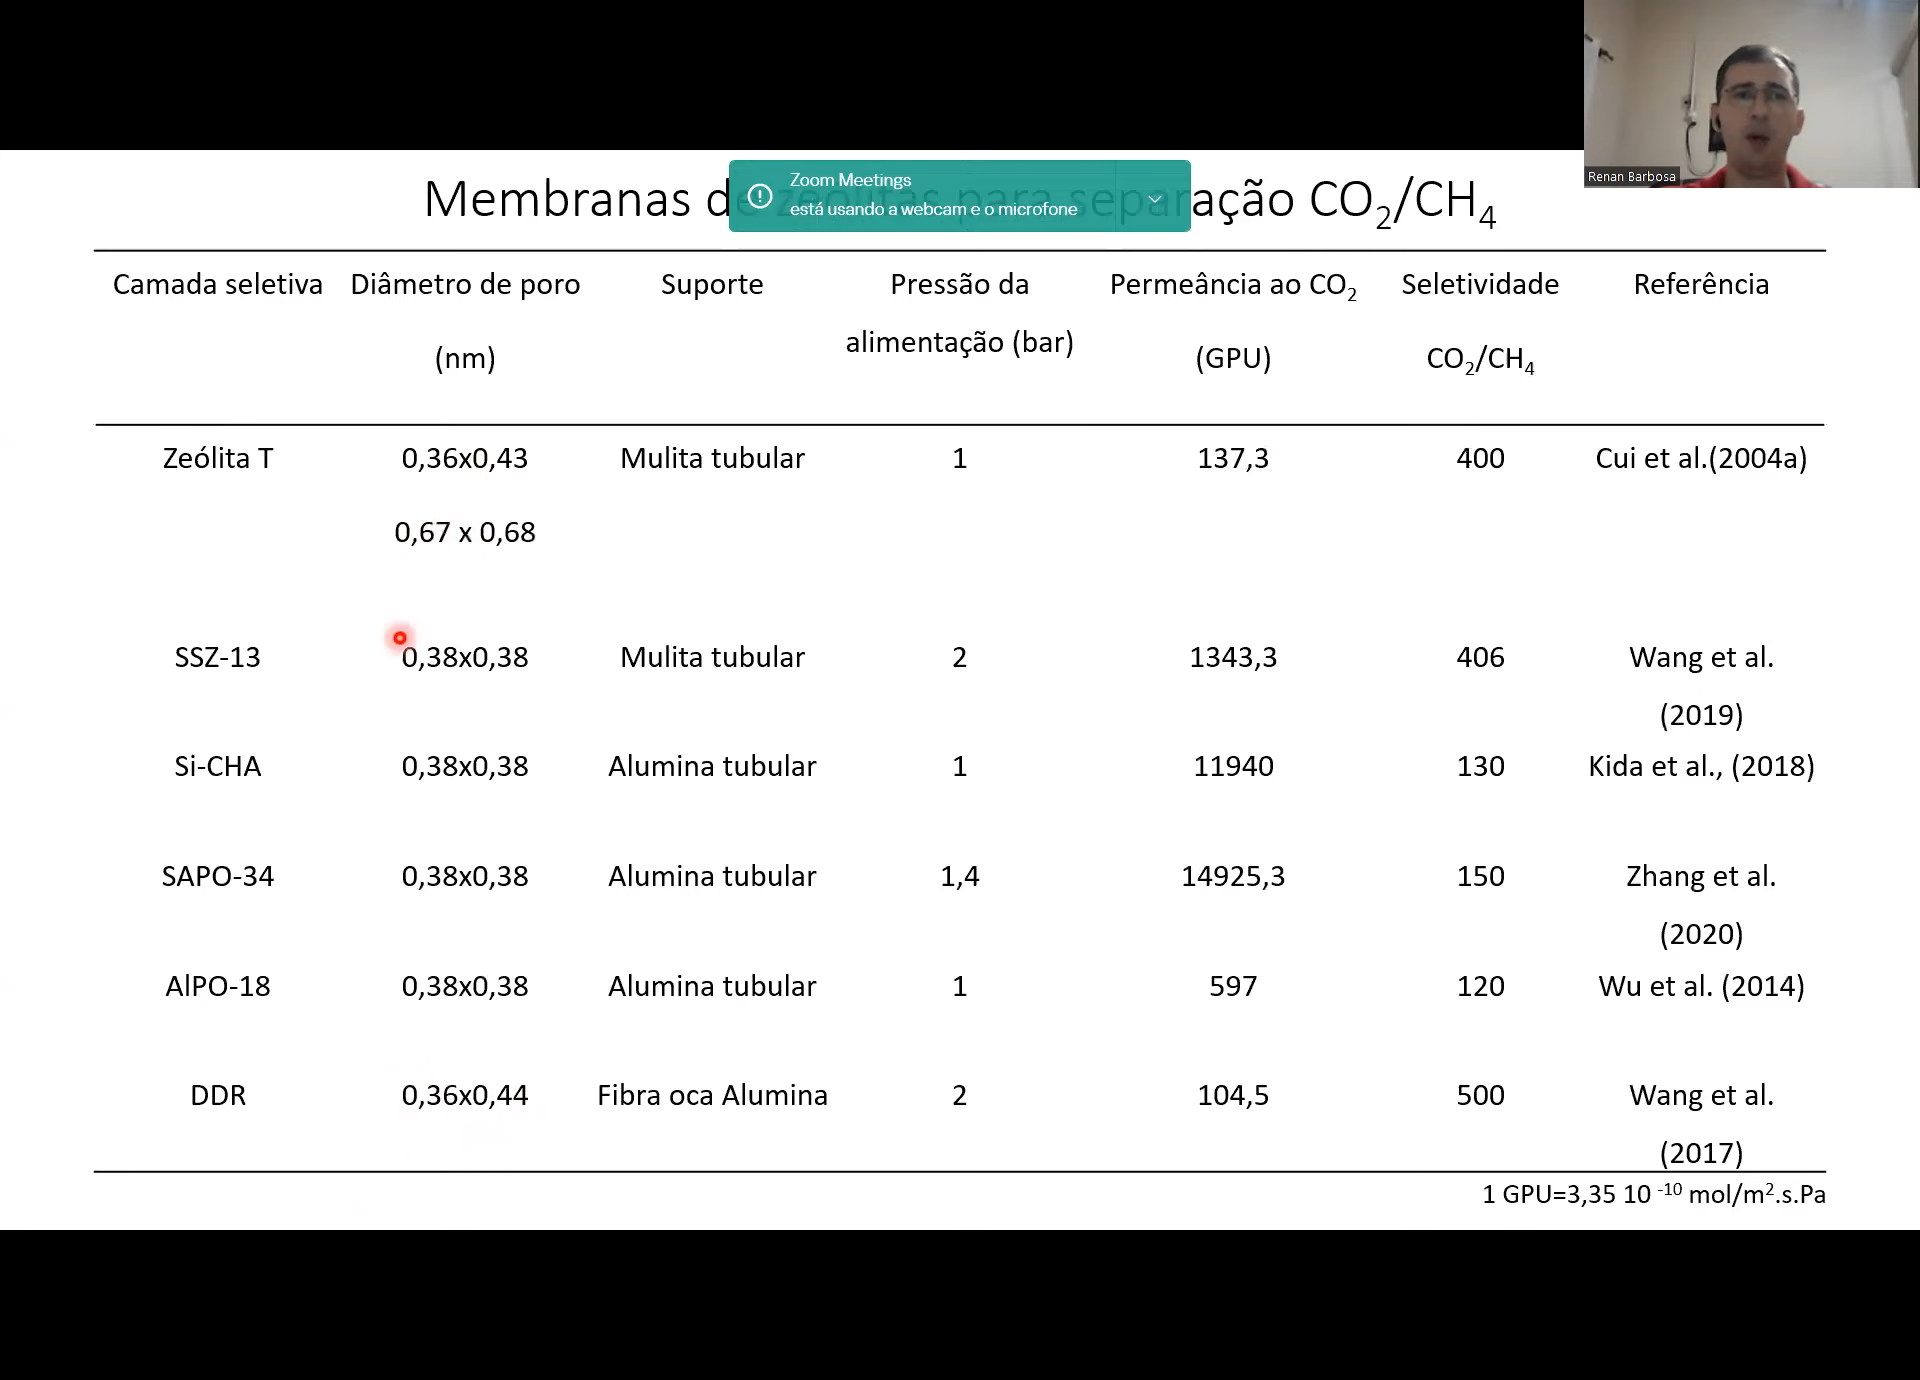 Renan Barbosa
Membranas de zeólitas para separação CO₂/CH₄
Zoom Meetings
está usando a webcam e o microfone
Camada seletiva Diâmetro de poro (nm) Suporte Pressão da alimentação (bar) Permeância ao CO₂ (GPU) Seletividade CO₂/CH₄ Referência
Zeólita T 0,36x0,43 Mulita tubular 1 137,3 400 Cui et al.(2004a)
0,67 x 0,68
SSZ-13 0,38x0,38 Mulita tubular 2 1343,3 406 Wang et al.
(2019)
Si-CHA 0,38x0,38 Alumina tubular 1 11940 130 Kida et al., (2018)
SAPO-34 0,38x0,38 Alumina tubular 1,4 14925,3 150 Zhang et al.
(2020)
AlPO-18 0,38x0,38 Alumina tubular 1 597 120 Wu et al. (2014)
DDR 0,36x0,44 Fibra oca Alumina 2 104,5 500 Wang et al.
(2017)
1 GPU=3,35 10 ⁻¹⁰ mol/m².s.Pa